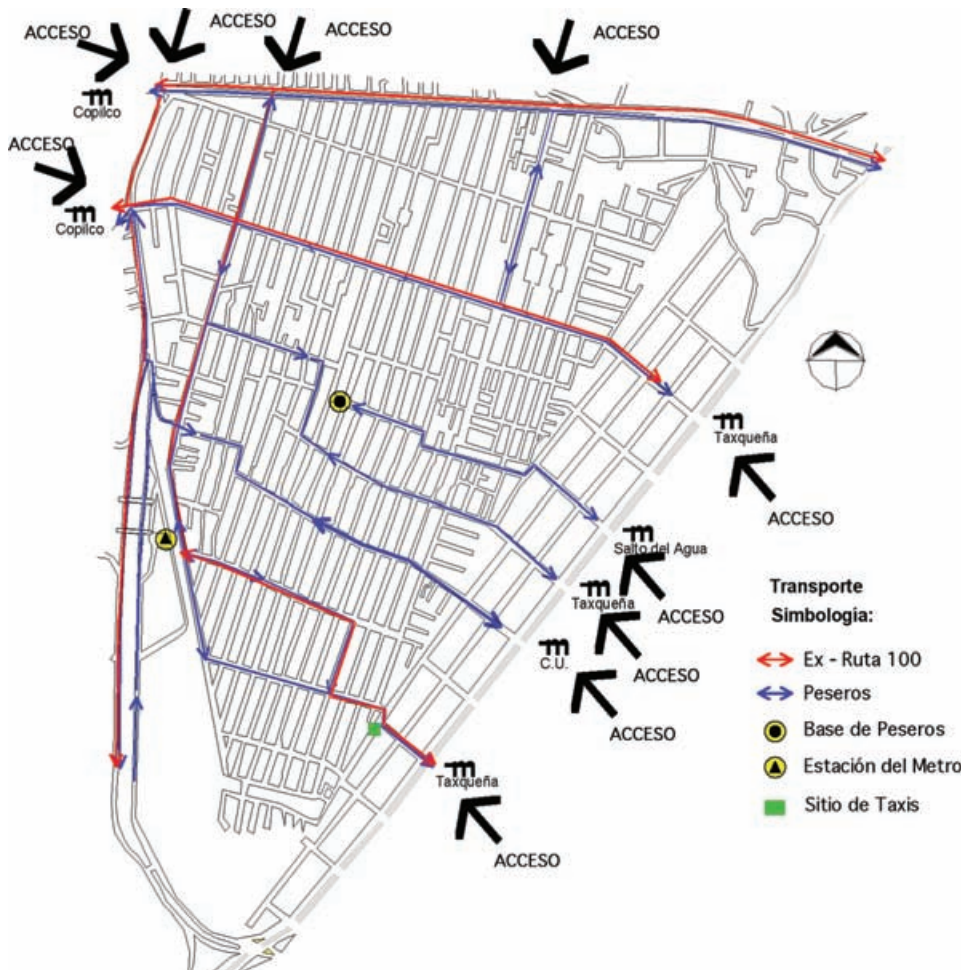 ACCESO
ACCESO
ACCESO
ACCESO
m
Copilco
ACCESO
m
Copilco
m
Taxqueña
ACCESO
m
Salto del Agua
m
Taxqueña
ACCESO
m
C.U.
ACCESO
ACCESO
m
Taxqueña
ACCESO
Transporte
Simbologia:
Ex - Ruta 100
Peseros
Base de Peseros
Estación del Metro
Sitio de Taxis